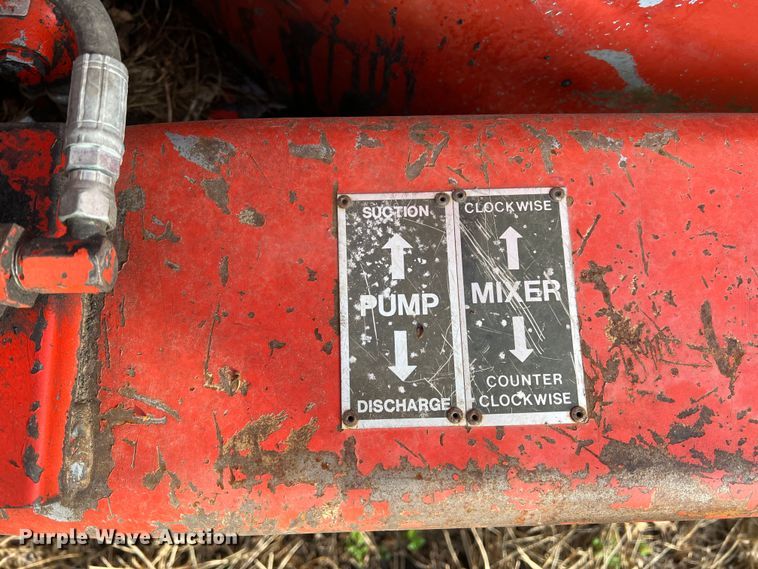 SUCTION
PUMP
DISCHARGE
CLOCKWISE
MIXER
COUNTER
CLOCKWISE
Purple Wave Auction